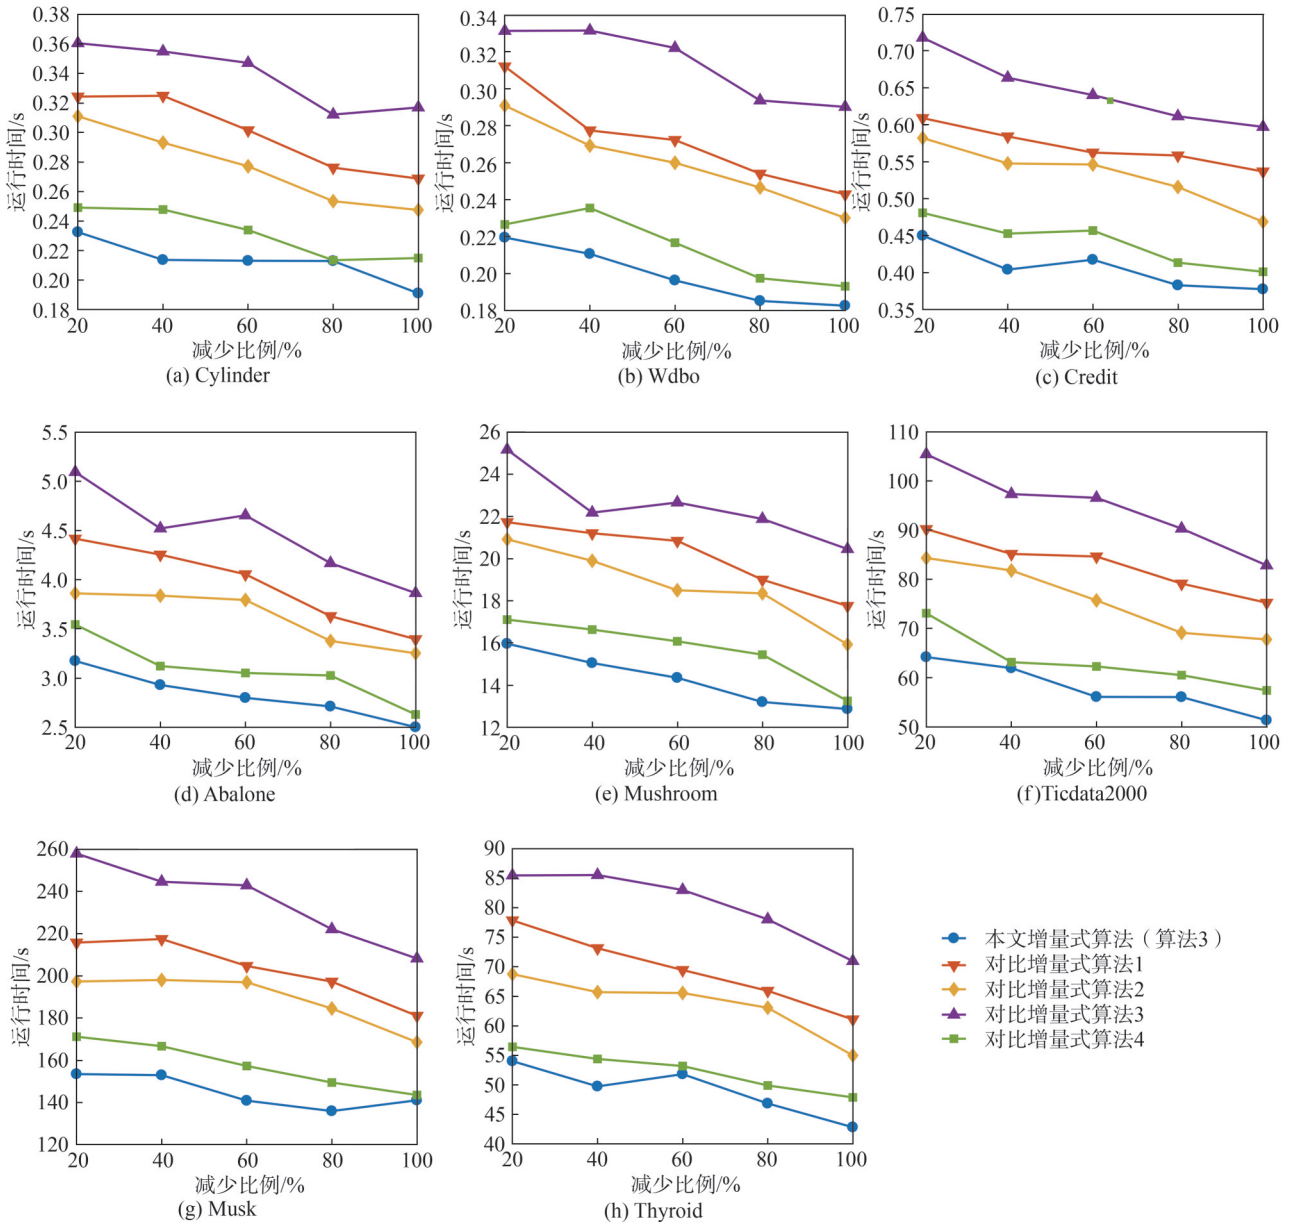 0.38
0.36
0.34
0.32
0.30
0.28
0.26
0.24
0.22
0.20
0.18
运行时间/s
20 40 60 80 100
减少比例/%
(a) Cylinder
0.34
0.32
0.30
0.28
0.26
0.24
0.22
0.20
0.18
运行时间/s
20 40 60 80 100
减少比例/%
(b) Wdbo
0.75
0.70
0.65
0.60
0.55
0.50
0.45
0.40
0.35
运行时间/s
20 40 60 80 100
减少比例/%
(c) Credit
5.5
5.0
4.5
4.0
3.5
3.0
2.5
运行时间/s
20 40 60 80 100
减少比例/%
(d) Abalone
26
24
22
20
18
16
14
12
运行时间/s
20 40 60 80 100
减少比例/%
(e) Mushroom
110
100
90
80
70
60
50
运行时间/s
20 40 60 80 100
减少比例/%
(f)Ticdata2000
260
240
220
200
180
160
140
120
运行时间/s
20 40 60 80 100
减少比例/%
(g) Musk
90
85
80
75
70
65
60
55
50
45
40
运行时间/s
20 40 60 80 100
减少比例/%
(h) Thyroid
本文增量式算法（算法3）
对比增量式算法1
对比增量式算法2
对比增量式算法3
对比增量式算法4